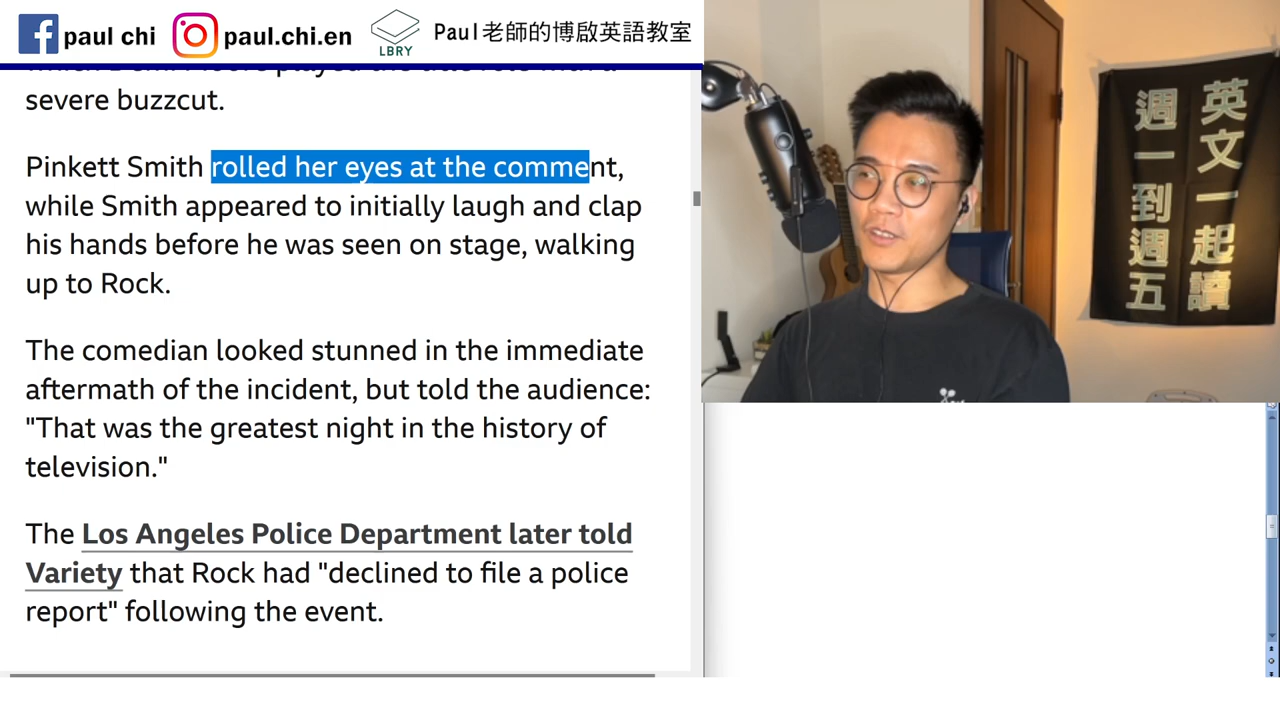 paul chi
paul.chi.en
LBRY
Paul老師的博啟英語教室
severe buzzcut.
Pinkett Smith rolled her eyes at the comment,
while Smith appeared to initially laugh and clap
his hands before he was seen on stage, walking
up to Rock.
The comedian looked stunned in the immediate
aftermath of the incident, but told the audience:
"That was the greatest night in the history of
television."
The Los Angeles Police Department later told
Variety that Rock had "declined to file a police
report" following the event.
英文一起讀
週一到週五